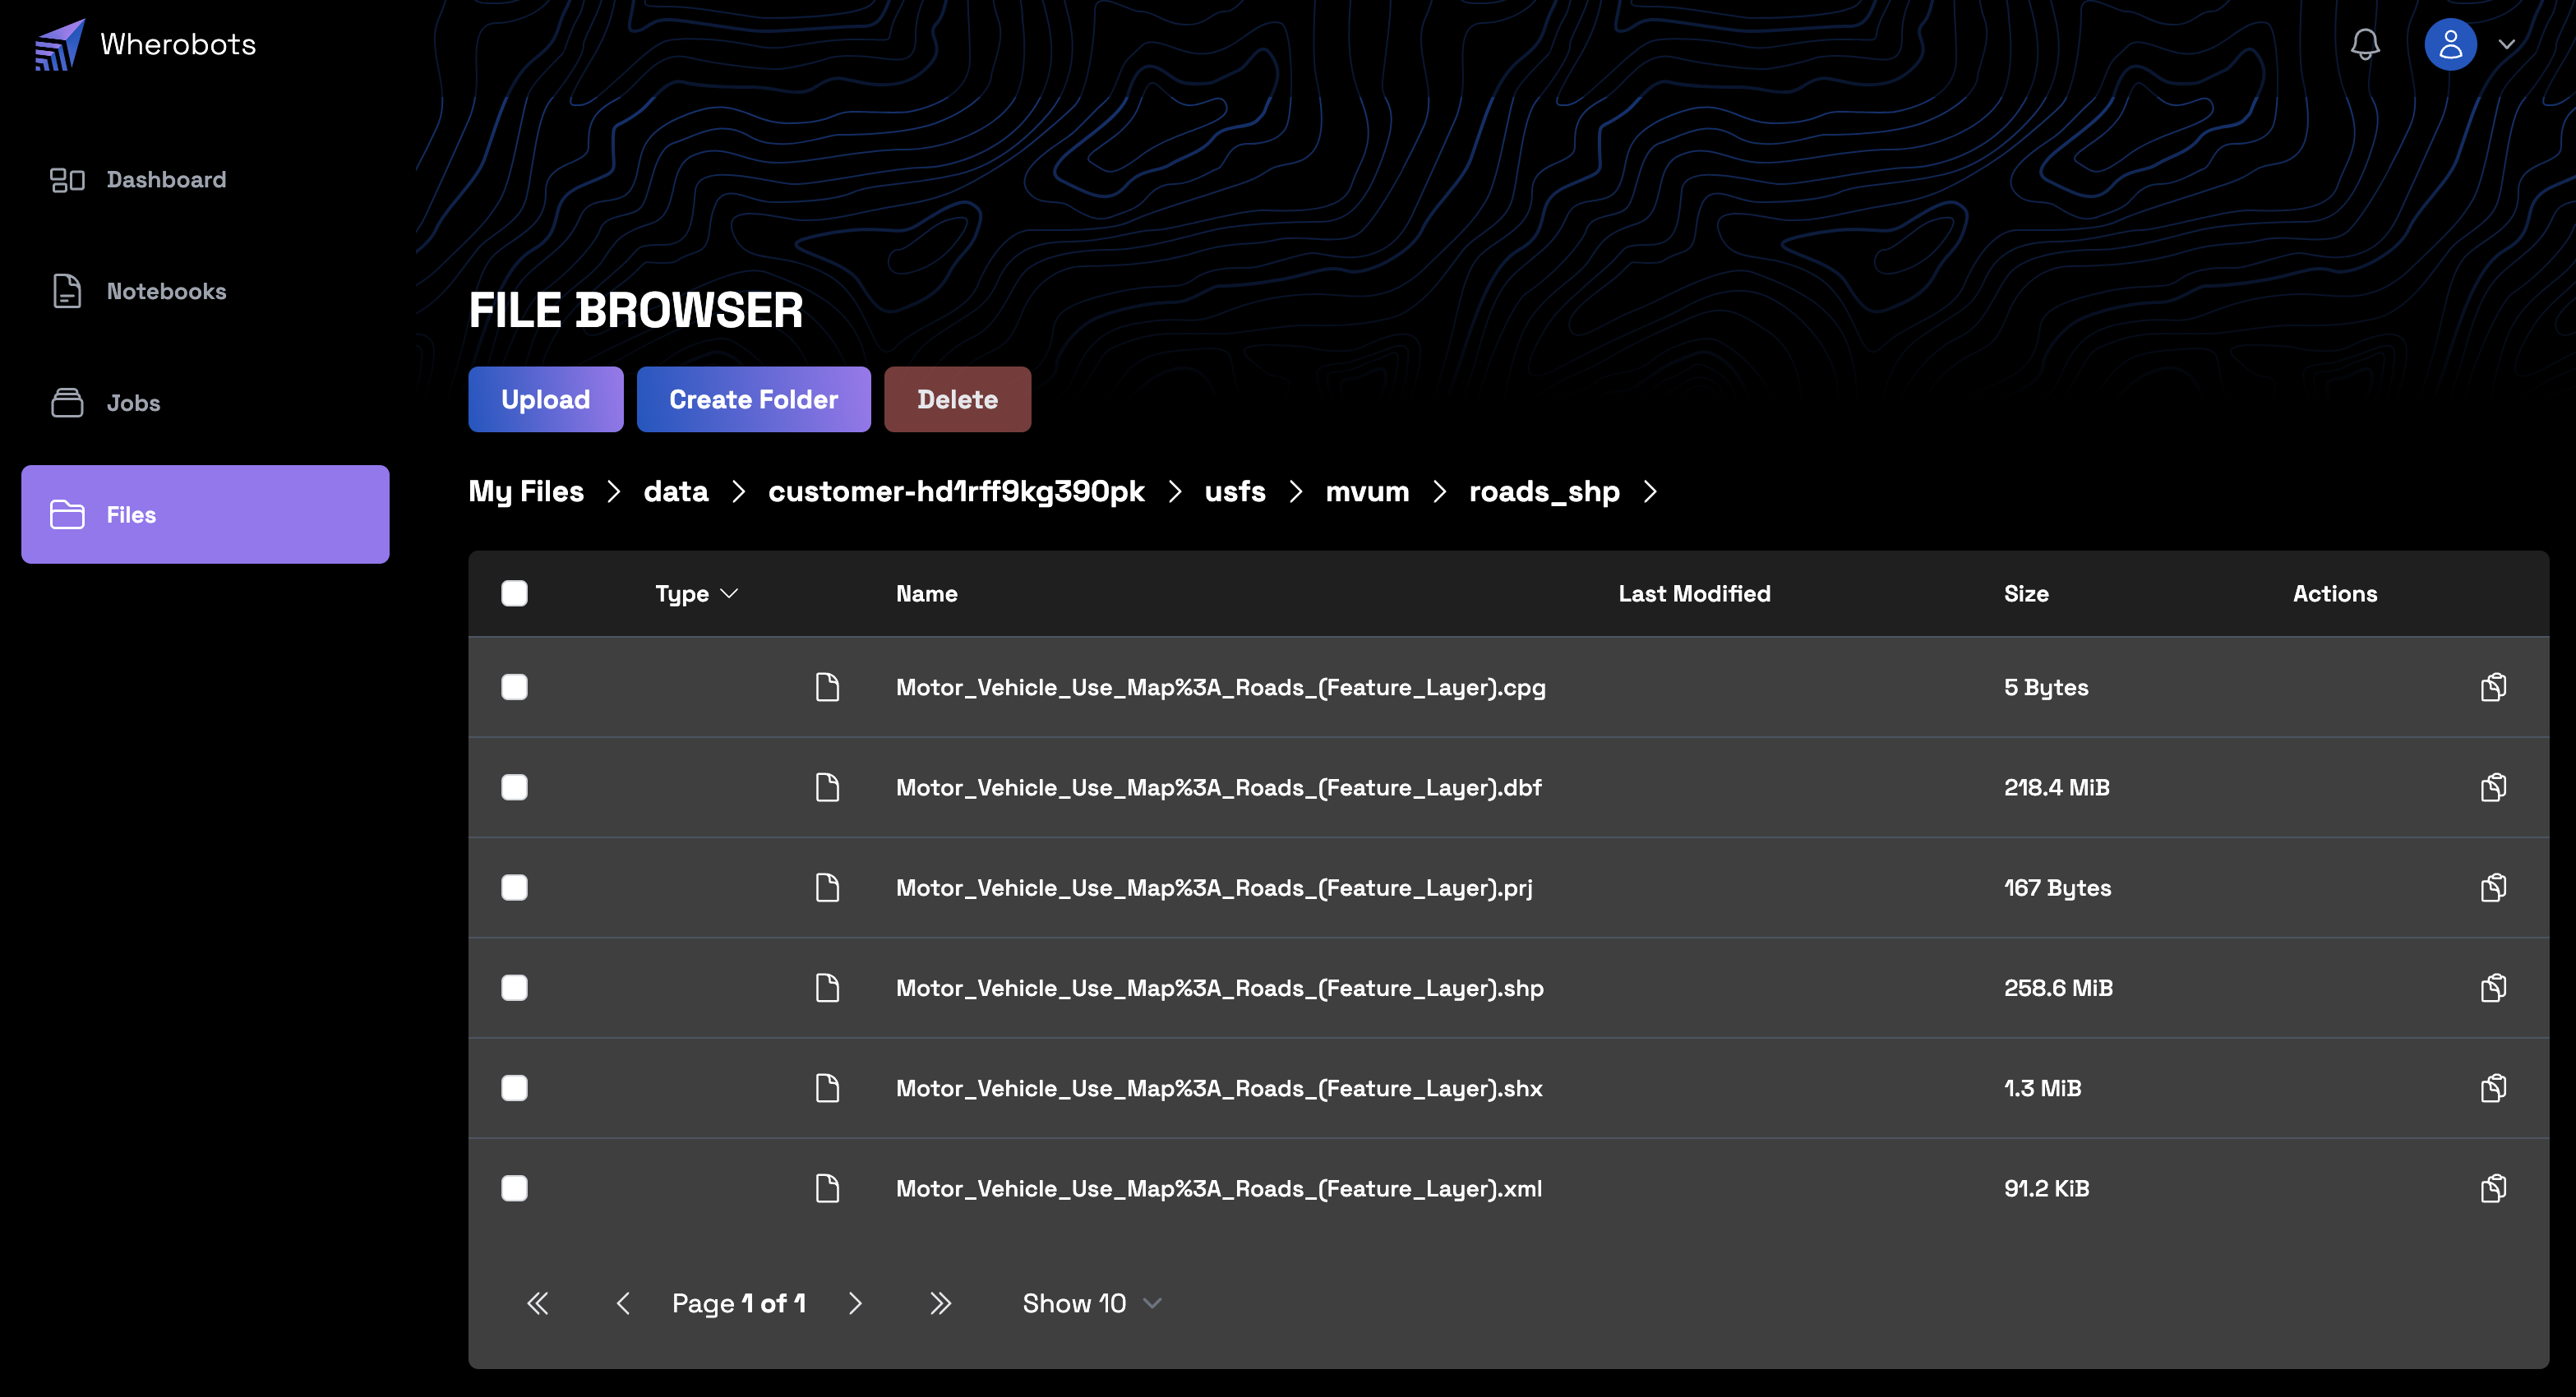 Wherobots
Dashboard
Notebooks
Jobs
Files
FILE BROWSER
Upload Create Folder Delete
My Files > data > customer-hd1rff9kg390pk > usfs > mvum > roads_shp >
Type Name Last Modified Size Actions
Motor_Vehicle_Use_Map%3A_Roads_(Feature_Layer).cpg 5 Bytes
Motor_Vehicle_Use_Map%3A_Roads_(Feature_Layer).dbf 218.4 MiB
Motor_Vehicle_Use_Map%3A_Roads_(Feature_Layer).prj 167 Bytes
Motor_Vehicle_Use_Map%3A_Roads_(Feature_Layer).shp 258.6 MiB
Motor_Vehicle_Use_Map%3A_Roads_(Feature_Layer).shx 1.3 MiB
Motor_Vehicle_Use_Map%3A_Roads_(Feature_Layer).xml 91.2 KiB
Page 1 of 1 Show 10